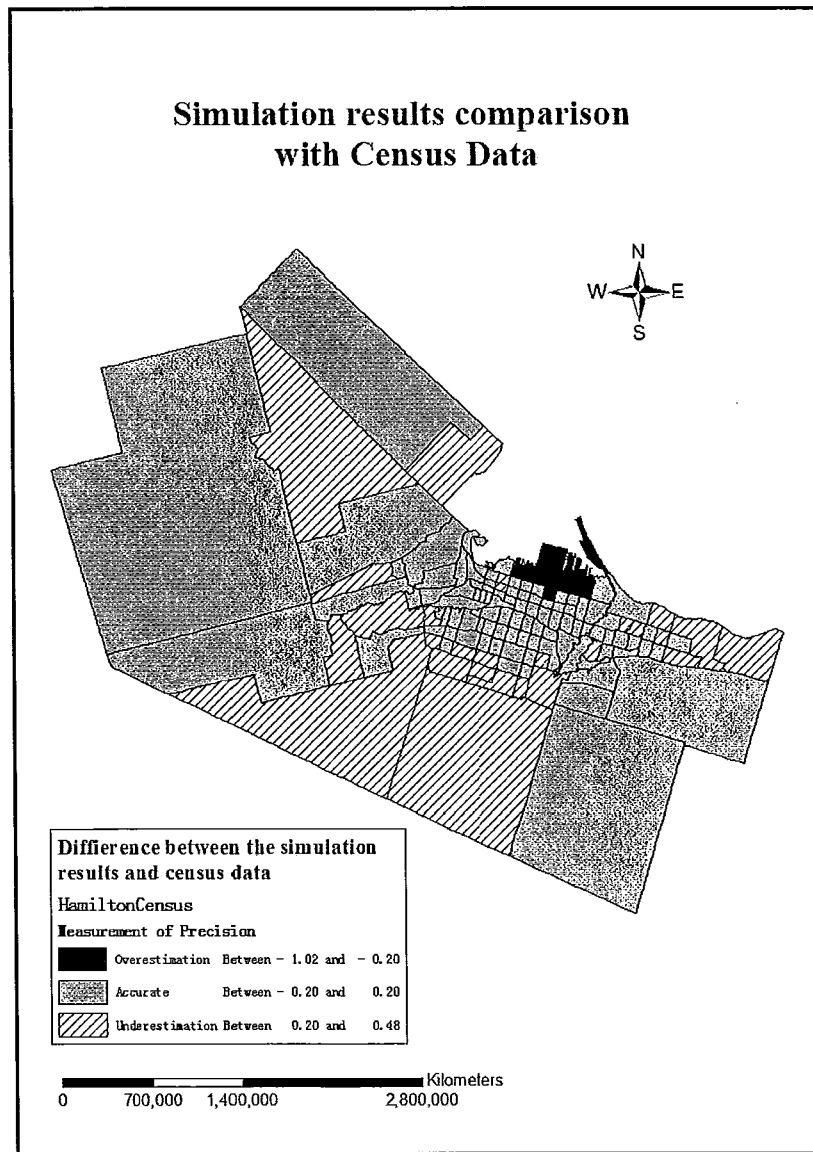 Simulation results comparison
with Census Data
N
W E
S
Diffierence between the simulation
results and census data
HamiltonCensus
Measurement of Precision
Overestimation Between - 1.02 and - 0.20
Accurate Between - 0.20 and 0.20
Underestimation Between 0.20 and 0.48
Kilometers
0 700,000 1,400,000 2,800,000